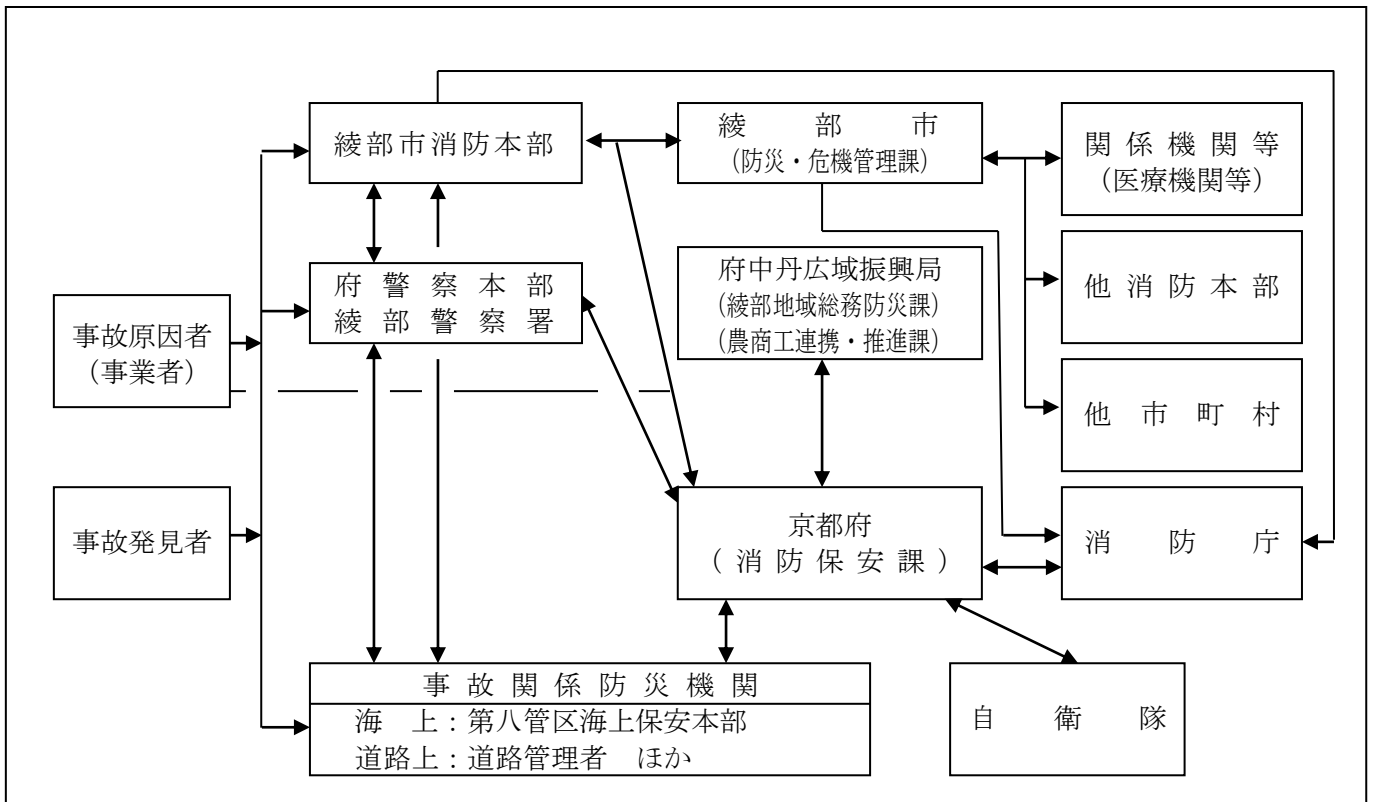 綾部市消防本部
綾部市
(防災・危機管理課)
関係機関等
(医療機関等)
府警察本部
綾部警察署
府中丹広域振興局
(綾部地域総務防災課)
(農商工連携・推進課)
他消防本部
事故原因者
(事業者)
他市町村
事故発見者
京都府
(消防保安課)
消防庁
事故関係防災機関
海上:第八管区海上保安本部
道路上:道路管理者 ほか
自衛隊